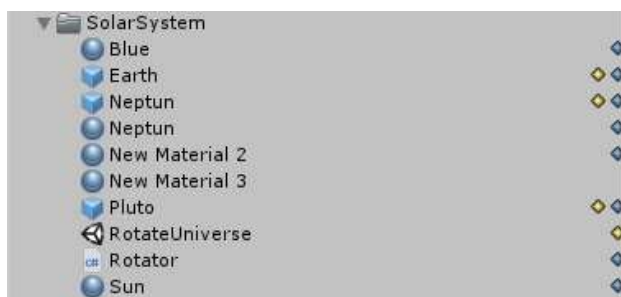 SolarSystem
Blue
Earth
Neptun
Neptun
New Material 2
New Material 3
Pluto
RotateUniverse
C# Rotator
Sun